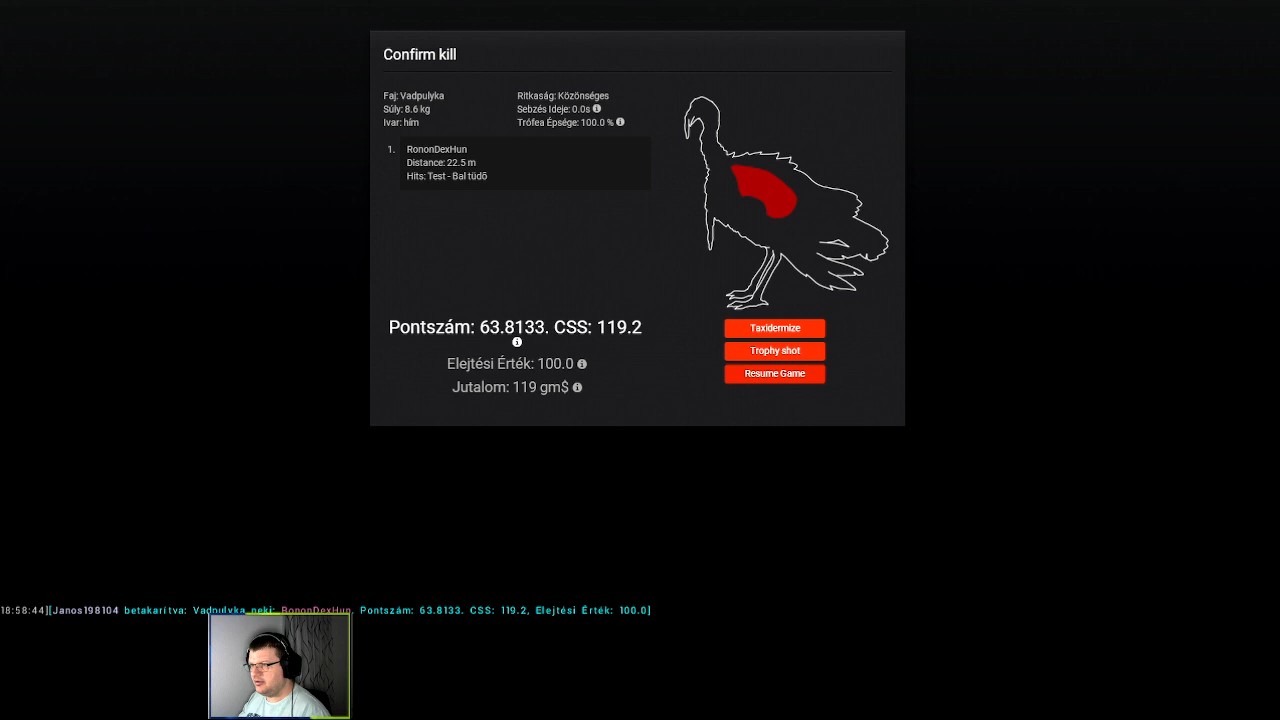 Confirm kill
Faj: Vadpulyka
Súly: 8.6 kg
Ivar: hím
Ritkaság: Közönséges
Sebzés Ideje: 0.0s
Trófea Épsége: 100.0 %
1. RononDexHun
Distance: 22.5 m
Hits: Test - Bal tüdő
Pontszám: 63.8133. CSS: 119.2
Elejtési Érték: 100.0
Jutalom: 119 gm$
Taxidermize
Trophy shot
Resume Game
18:58:44][Janos198104 betakarítva: Vadpulyka neki: RononDexHun, Pontszám: 63.8133. CSS: 119.2, Elejtési Érték: 100.0]